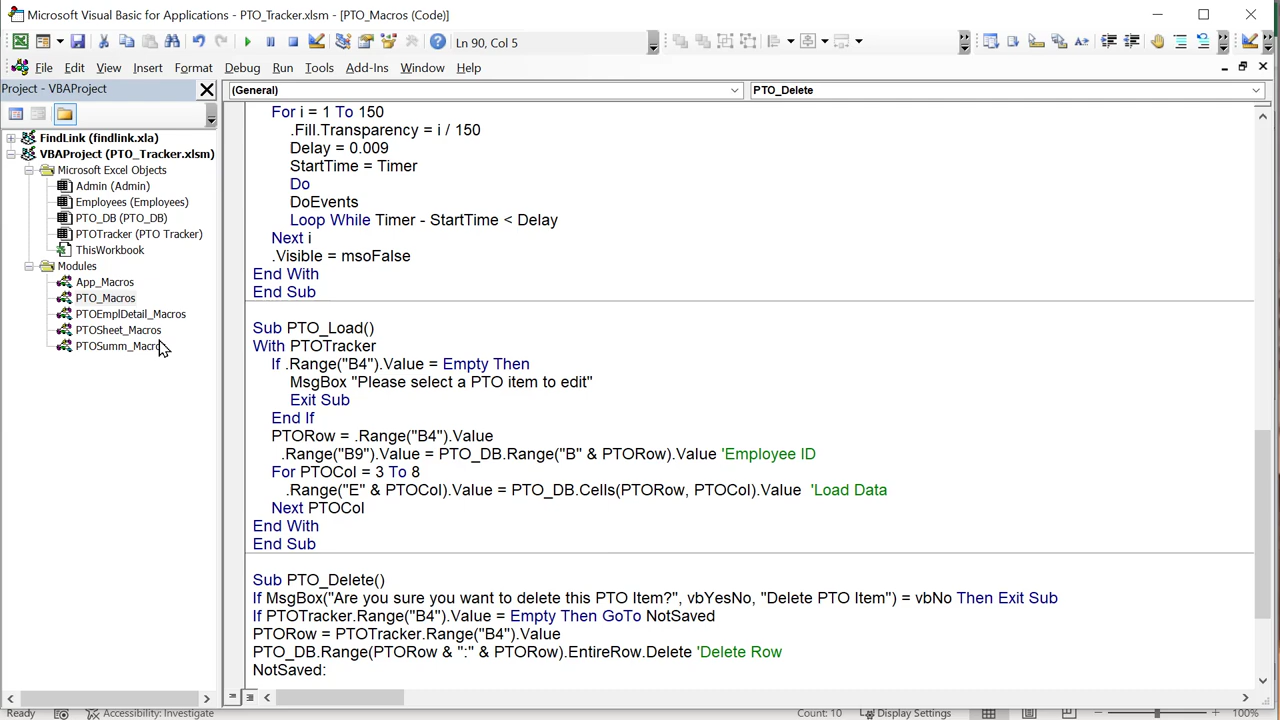 Microsoft Visual Basic for Applications - PTO_Tracker.xlsm - [PTO_Macros (Code)]
Ln 90, Col 5
File Edit View Insert Format Debug Run Tools Add-Ins Window Help
Project - VBAProject
(General)
PTO_Delete
FindLink (findlink.xla)
VBAProject (PTO_Tracker.xlsm)
Microsoft Excel Objects
Admin (Admin)
Employees (Employees)
PTO_DB (PTO_DB)
PTOTracker (PTO Tracker)
ThisWorkbook
Modules
App_Macros
PTO_Macros
PTOEmplDetail_Macros
PTOSheet_Macros
For i = 1 To 150
.Fill.Transparency = i / 150
Delay = 0.009
StartTime = Timer
Do
DoEvents
Loop While Timer - StartTime < Delay
Next i
.Visible = msoFalse
End With
End Sub
Sub PTO_Load()
With PTOTracker
If .Range("B4").Value = Empty Then
MsgBox "Please select a PTO item to edit"
Exit Sub
End If
PTORow = .Range("B4").Value
.Range("B9").Value = PTO_DB.Range("B" & PTORow).Value 'Employee ID
For PTOCol = 3 To 8
.Range("E" & PTOCol).Value = PTO_DB.Cells(PTORow, PTOCol).Value 'Load Data
Next PTOCol
End With
End Sub
Sub PTO_Delete()
If MsgBox("Are you sure you want to delete this PTO Item?", vbYesNo, "Delete PTO Item") = vbNo Then Exit Sub
If PTOTracker.Range("B4").Value = Empty Then GoTo NotSaved
PTORow = PTOTracker.Range("B4").Value
PTO_DB.Range(PTORow & ":" & PTORow).EntireRow.Delete 'Delete Row
NotSaved:
Ready
Accessibility: Investigate
Count: 10
Display Settings
100%